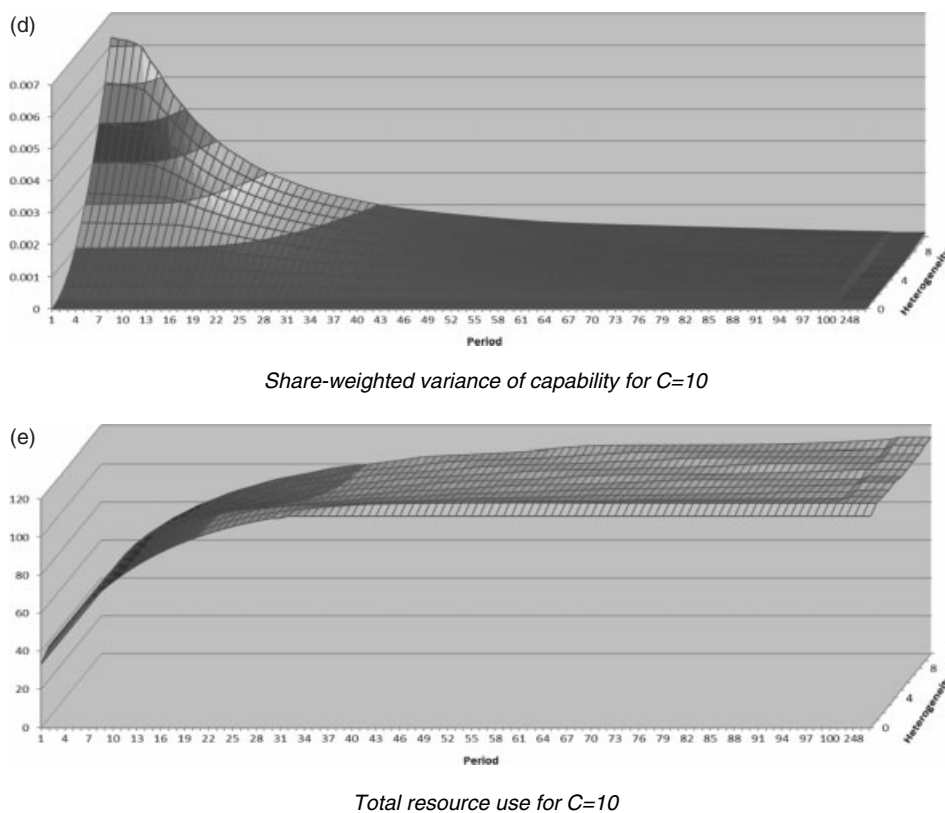 (d)
0.007
0.006
0.005
0.004
0.003
0.002
0.001
0
1 4 7 10 13 16 19 22 25 28 31 34 37 40 43 46 49 52 55 58 61 64 67 70 73 76 79 82 85 88 91 94 97 100 248
0 4 8
Heterogeneity
Period
Share-weighted variance of capability for C=10
(e)
120
100
80
60
40
20
0
1 4 7 10 13 16 19 22 25 28 31 34 37 40 43 46 49 52 55 58 61 64 67 70 73 76 79 82 85 88 91 94 97 100 248
0 4 8
Heterogeneity
Period
Total resource use for C=10